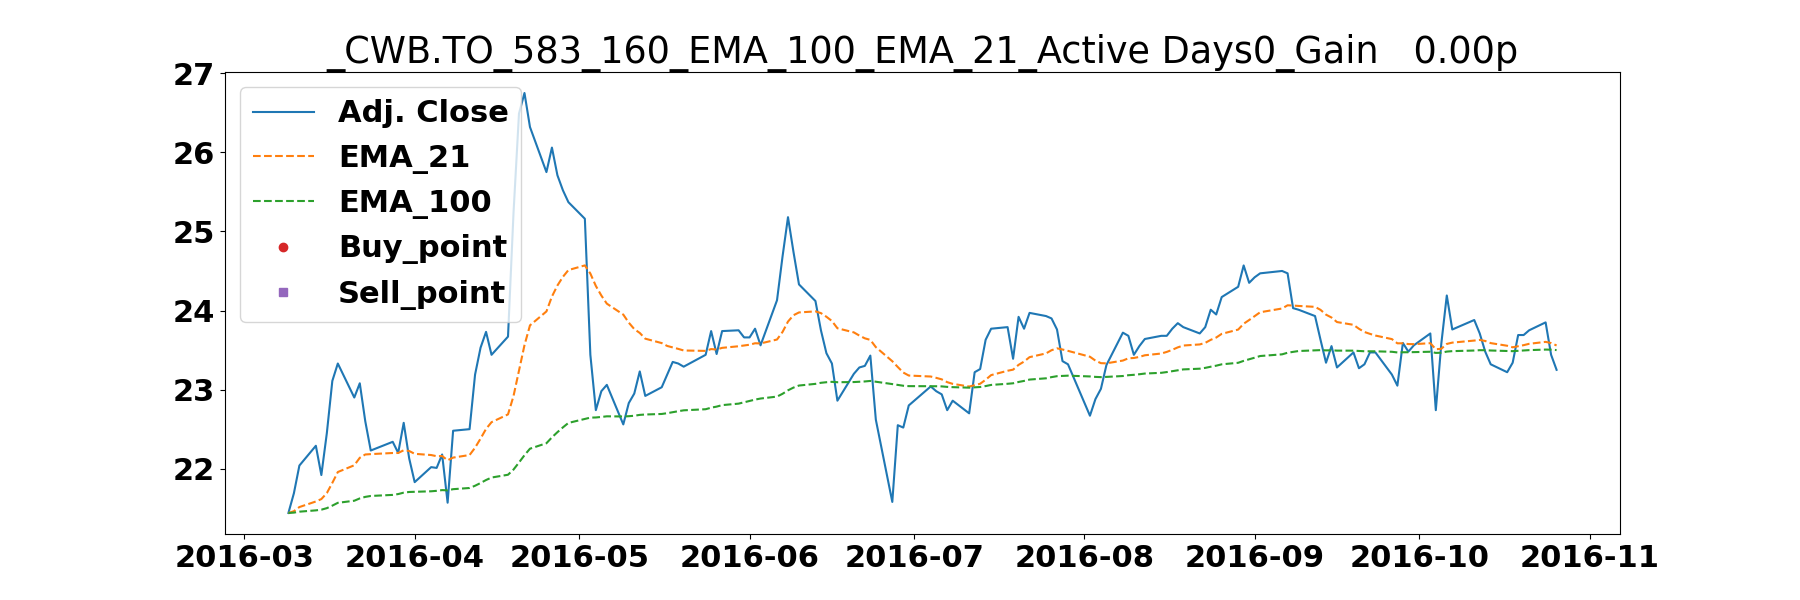 _CWB.TO_583_160_EMA_100_EMA_21_Active Days0_Gain   0.00p
27
26
25
24
23
22
Adj. Close
EMA_21
EMA_100
Buy_point
Sell_point
2016-03 2016-04 2016-05 2016-06 2016-07 2016-08 2016-09 2016-10 2016-11